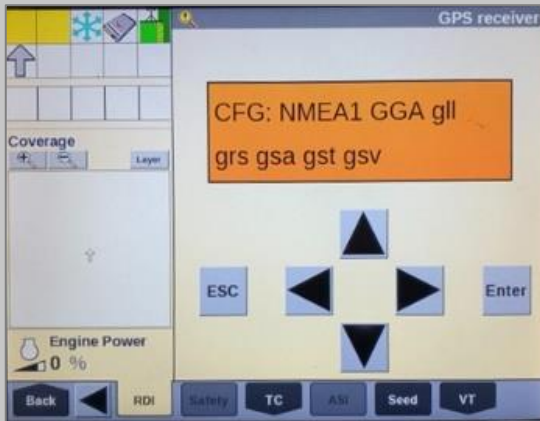 GPS receiver
CFG: NMEA1 GGA gll
grs gsa gst gsv
Coverage
Layer
ESC
Enter
Engine Power
0 %
Back
RDI
Safety
TC
ASI
Seed
VT